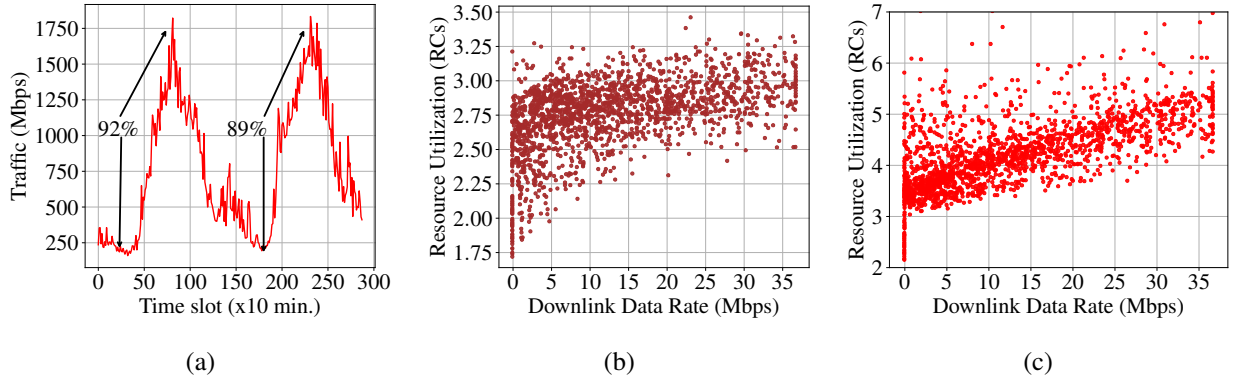 1750
1500
1250
1000
750
500
250
92%
89%
0 50 100 150 200 250 300
Time slot (x10 min.)
Traffic (Mbps)
(a)
3.50
3.25
3.00
2.75
2.50
2.25
2.00
1.75
0 5 10 15 20 25 30 35
Downlink Data Rate (Mbps)
Resource Utilization (RCs)
(b)
7
6
5
4
3
2
0 5 10 15 20 25 30 35
Downlink Data Rate (Mbps)
Resource Utilization (RCs)
(c)